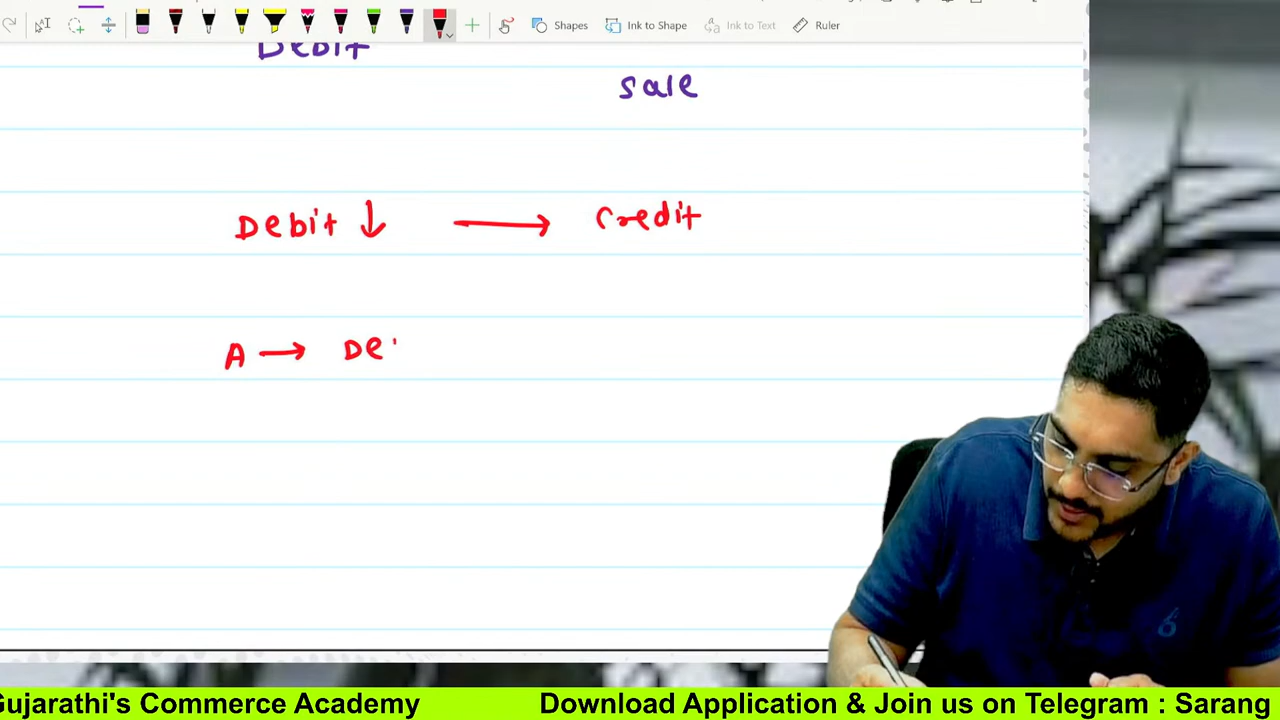 Shapes Ink to Shape Ink to Text Ruler
Debit
sale
Debit ↓ → Credit
A → De
Gujarathi's Commerce Academy Download Application & Join us on Telegram : Sarang